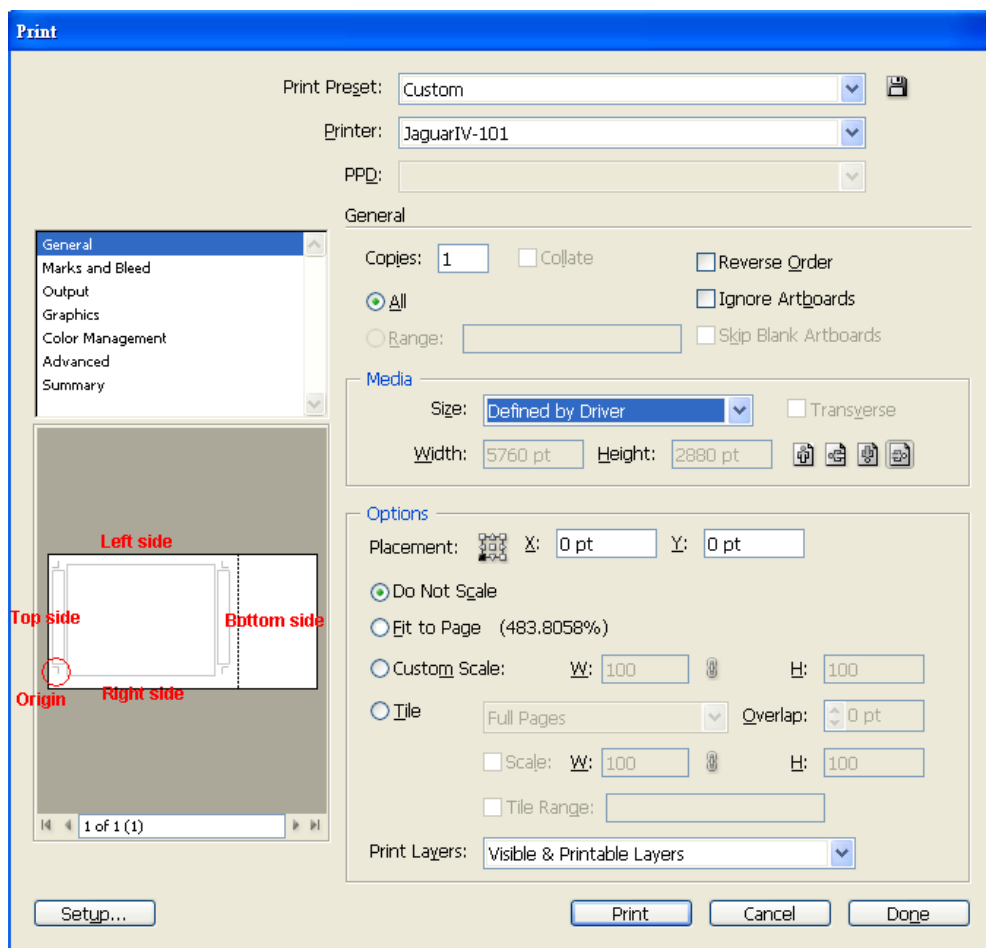 Print
Print Preset: Custom
Printer: JaguarIV-101
PPD:
General
Marks and Bleed
Output
Graphics
Color Management
Advanced
Summary
General
Copies: 1 Collate Reverse Order
All Ignore Artboards
Range: Skip Blank Artboards
Media
Size: Defined by Driver Transverse
Width: 5760 pt Height: 2880 pt
Left side
Top side
Bottom side
Origin
Right side
1 of 1 (1)
Options
Placement: X: 0 pt Y: 0 pt
Do Not Scale
Fit to Page (483.8058%)
Custom Scale: W: 100 H: 100
Tile Full Pages Overlap: 0 pt
Scale: W: 100 H: 100
Tile Range:
Print Layers: Visible & Printable Layers
Setup... Print Cancel Done